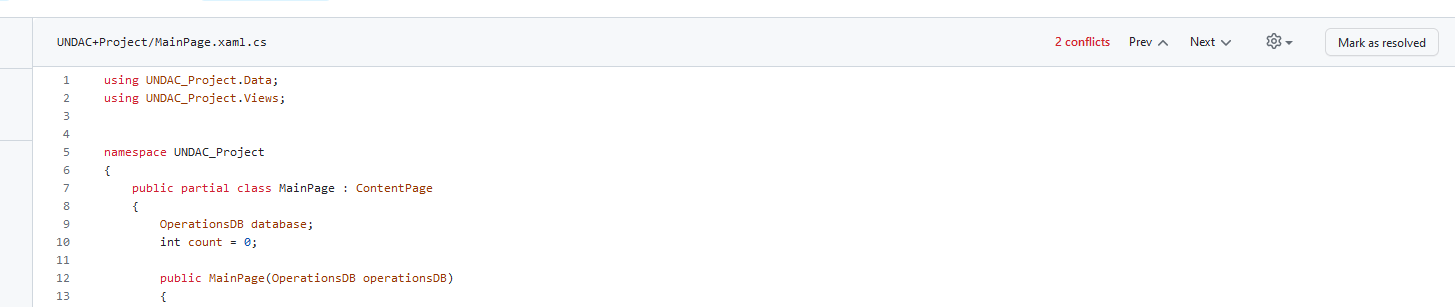 UNDAC+Project/MainPage.xaml.cs 2 conflicts Prev Next Mark as resolved
1 using UNDAC_Project.Data;
2 using UNDAC_Project.Views;
3
4
5 namespace UNDAC_Project
6 {
7 public partial class MainPage : ContentPage
8 {
9 OperationsDB database;
10 int count = 0;
11
12 public MainPage(OperationsDB operationsDB)
13 {